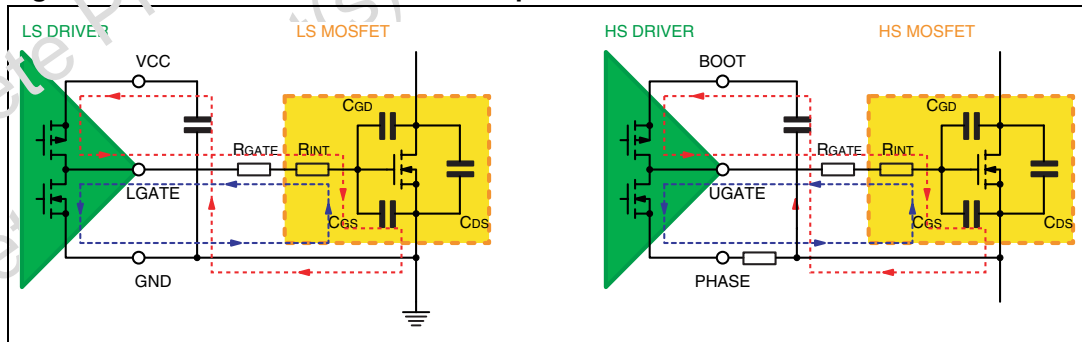 LS DRIVER
LS MOSFET
VCC
CGD
RGATE
RINT
LGATE
CGS
CDS
GND
HS DRIVER
HS MOSFET
BOOT
CGD
RGATE
RINT
UGATE
CGS
CDS
PHASE